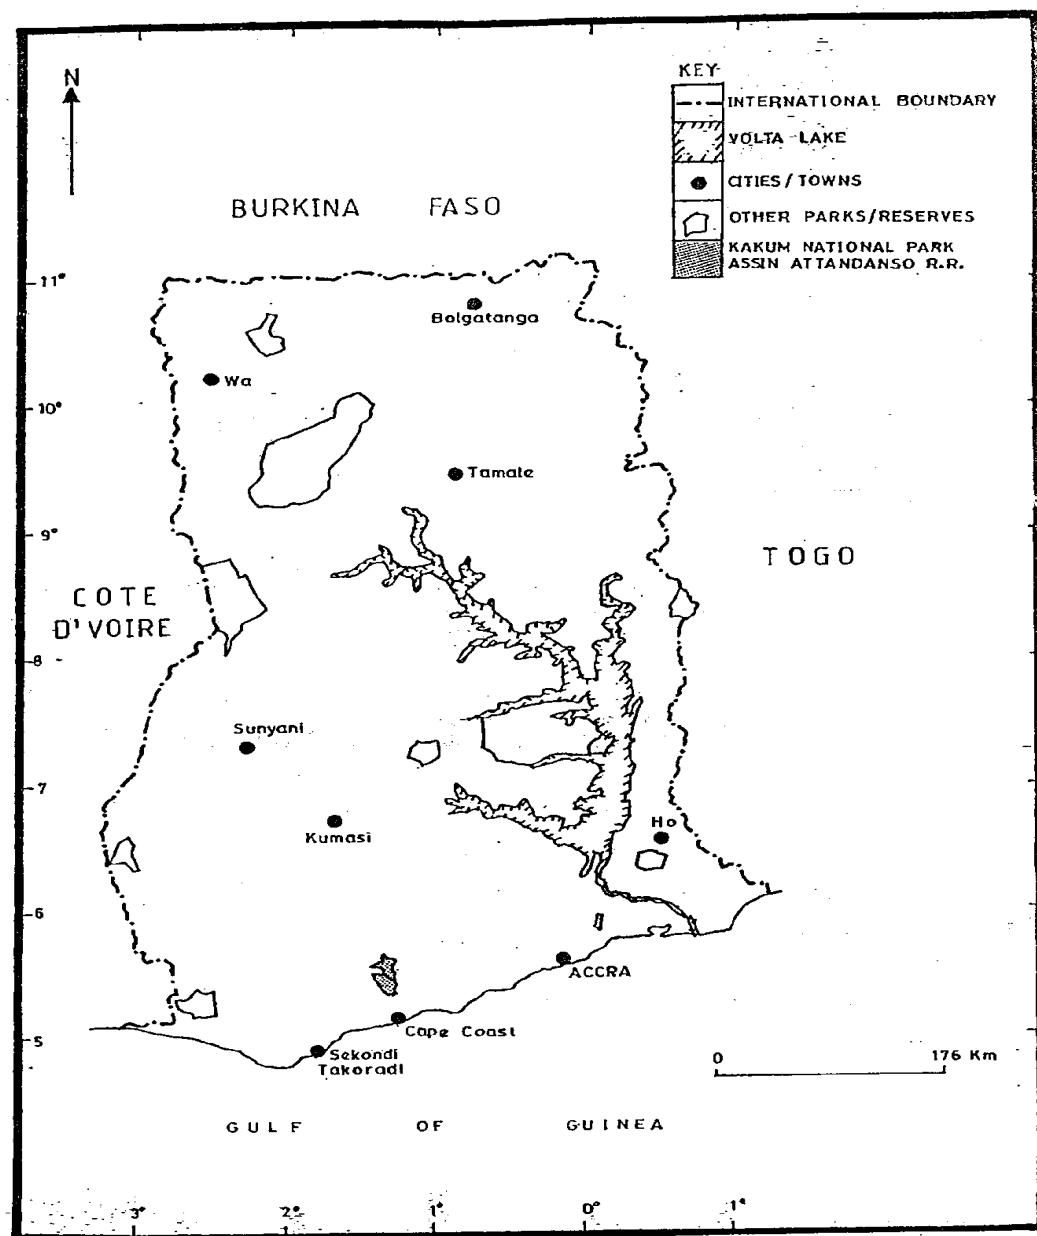 N
KEY
INTERNATIONAL BOUNDARY
VOLTA LAKE
CITIES/TOWNS
OTHER PARKS/RESERVES
KAKUM NATIONAL PARK
ASSIN ATTANDANSO R.R.
BURKINA FASO
11°
Bolgatanga
Wa
10°
Tamale
9°
TOGO
COTE
D'VOIRE
8
Sunyani
7
Ho
Kumasi
6
ACCRA
Cape Coast
5
Sekondi
Takoradi
0 176 Km
GULF OF GUINEA
3° 2° 1° 0° 1°